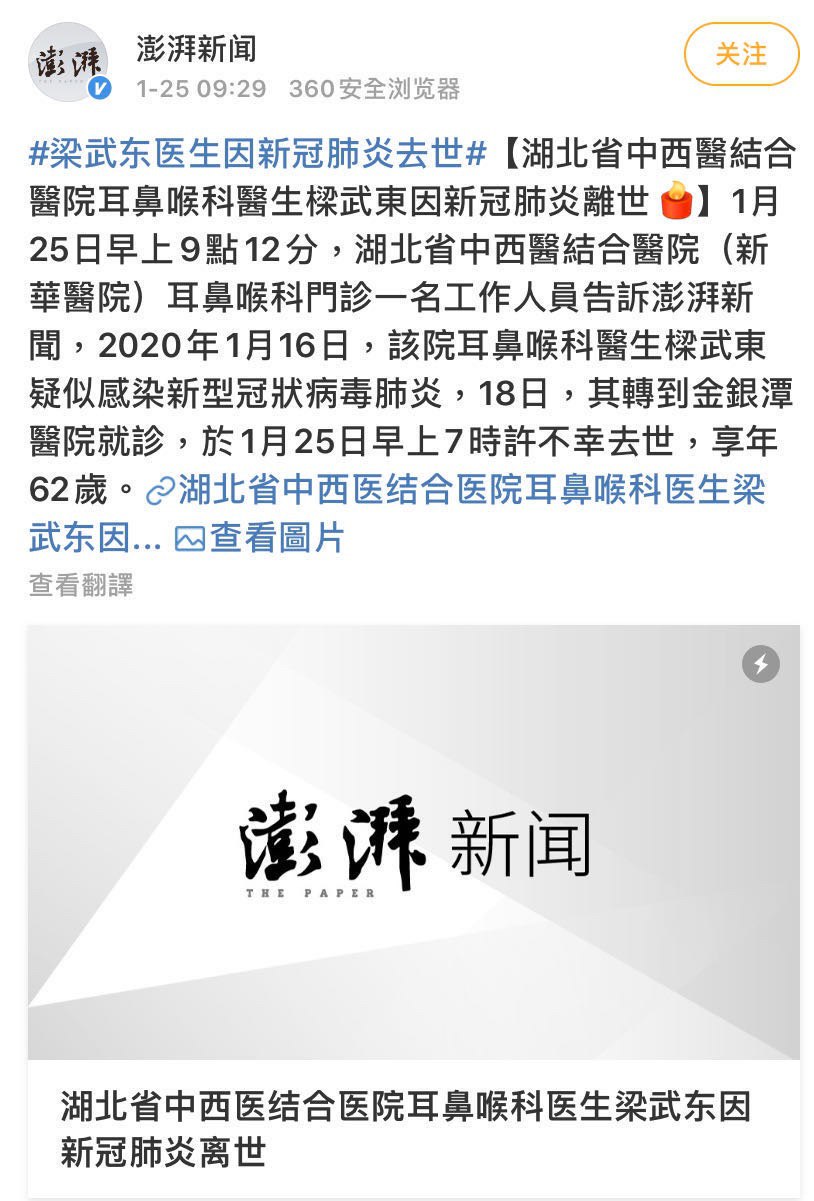 澎湃新闻
1-25 09:29 360安全浏览器
关注
#梁武东医生因新冠肺炎去世#【湖北省中西醫結合
醫院耳鼻喉科醫生樑武東因新冠肺炎離世🕯️】1月
25日早上9點12分，湖北省中西醫結合醫院（新
華醫院）耳鼻喉科門診一名工作人員告訴澎湃新
聞，2020年1月16日，該院耳鼻喉科醫生樑武東
疑似感染新型冠狀病毒肺炎，18日，其轉到金銀潭
醫院就診，於1月25日早上7時許不幸去世，享年
62歲。湖北省中西医结合医院耳鼻喉科医生梁
武东因... 查看圖片
查看翻譯
澎湃 新闻
THE PAPER
湖北省中西医结合医院耳鼻喉科医生梁武东因
新冠肺炎离世